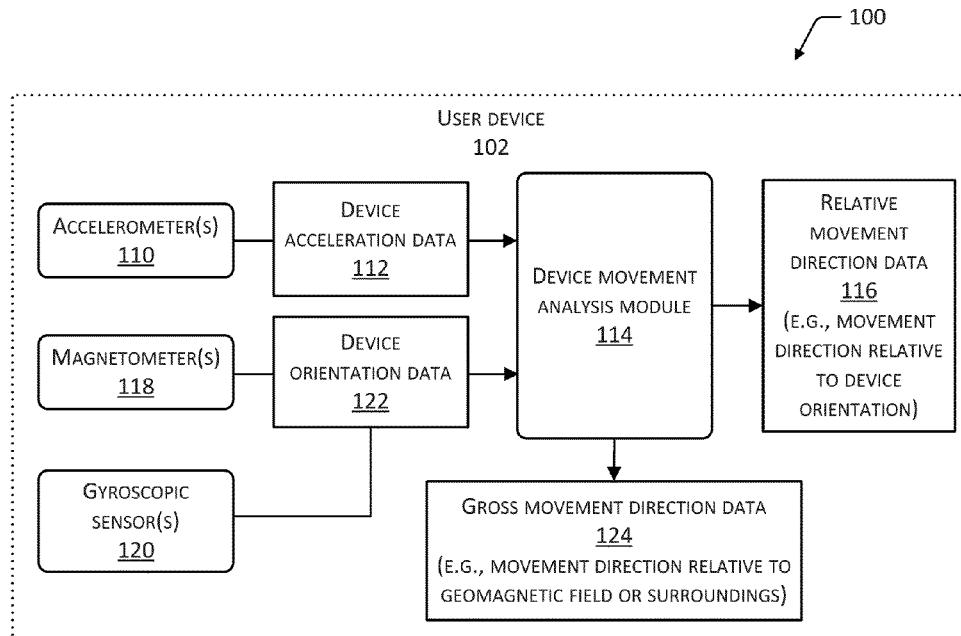 100
USER DEVICE
102
ACCELEROMETER(S)
110
DEVICE
ACCELERATION DATA
112
MAGNETOMETER(S)
118
DEVICE
ORIENTATION DATA
122
GYROSCOPIC
SENSOR(S)
120
DEVICE MOVEMENT
ANALYSIS MODULE
114
RELATIVE
MOVEMENT
DIRECTION DATA
116
(E.G., MOVEMENT
DIRECTION RELATIVE
TO DEVICE
ORIENTATION)
GROSS MOVEMENT DIRECTION DATA
124
(E.G., MOVEMENT DIRECTION RELATIVE TO
GEOMAGNETIC FIELD OR SURROUNDINGS)